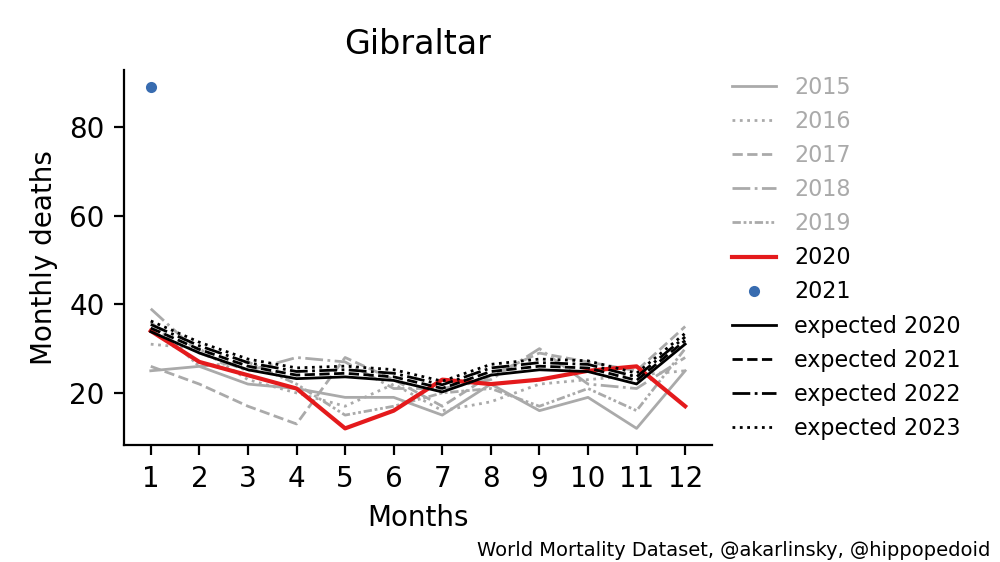 Gibraltar
Monthly deaths
80
60
40
20
1 2 3 4 5 6 7 8 9 10 11 12
Months
2015
2016
2017
2018
2019
2020
2021
expected 2020
expected 2021
expected 2022
expected 2023
World Mortality Dataset, @akarlinsky, @hippopedoid